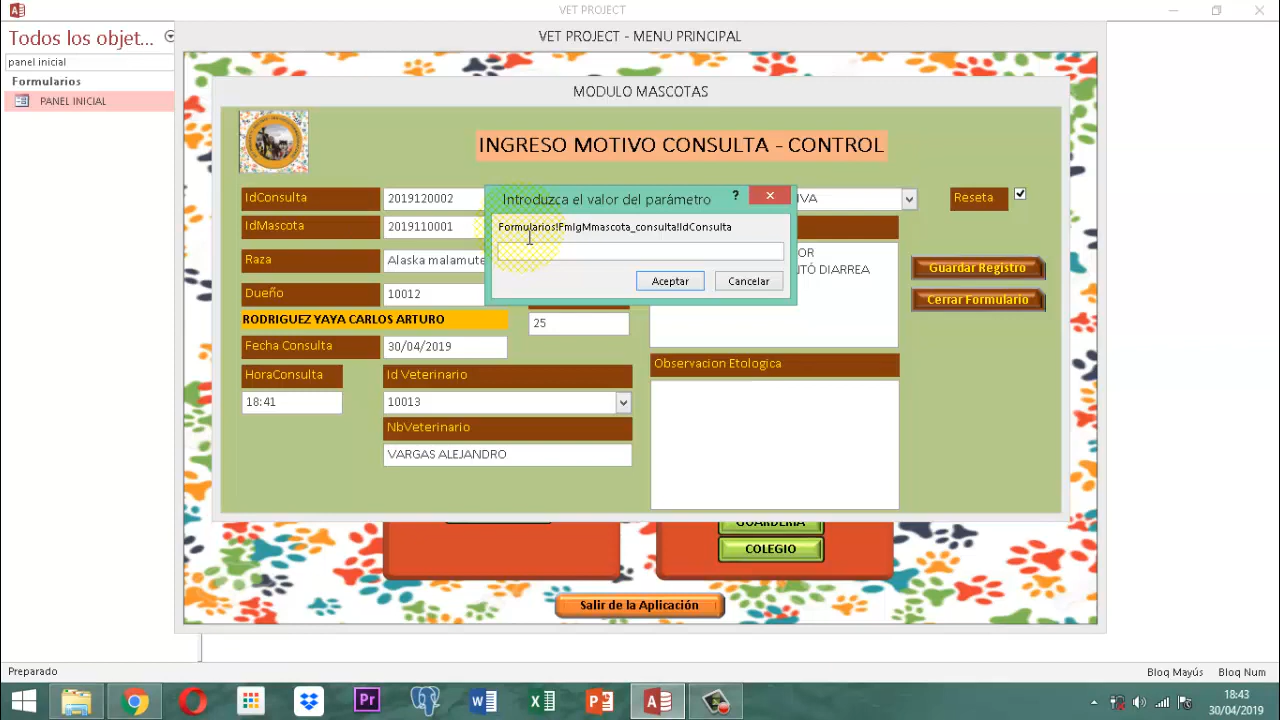 VET PROJECT
Todos los objet...
panel inicial
Formularios
PANEL INICIAL
VET PROJECT - MENU PRINCIPAL
MODULO MASCOTAS
INGRESO MOTIVO CONSULTA - CONTROL
IdConsulta
2019120002
IVA
Reseta
IdMascota
2019110001
Raza
Alaska malamute
OR
NTÓ DIARREA
Dueño
10012
RODRIGUEZ YAYA CARLOS ARTURO
25
Fecha Consulta
30/04/2019
HoraConsulta
18:41
Id Veterinario
10013
NbVeterinario
VARGAS ALEJANDRO
Observacion Etologica
Guardar Registro
Cerrar Formulario
Introduzca el valor del parámetro
?
Formularios!FmIgMmascota_consulta!IdConsulta
Aceptar
Cancelar
GUARDERIA
COLEGIO
Salir de la Aplicación
Preparado
Bloq Mayús
Bloq Num
Pr
18:43
30/04/2019